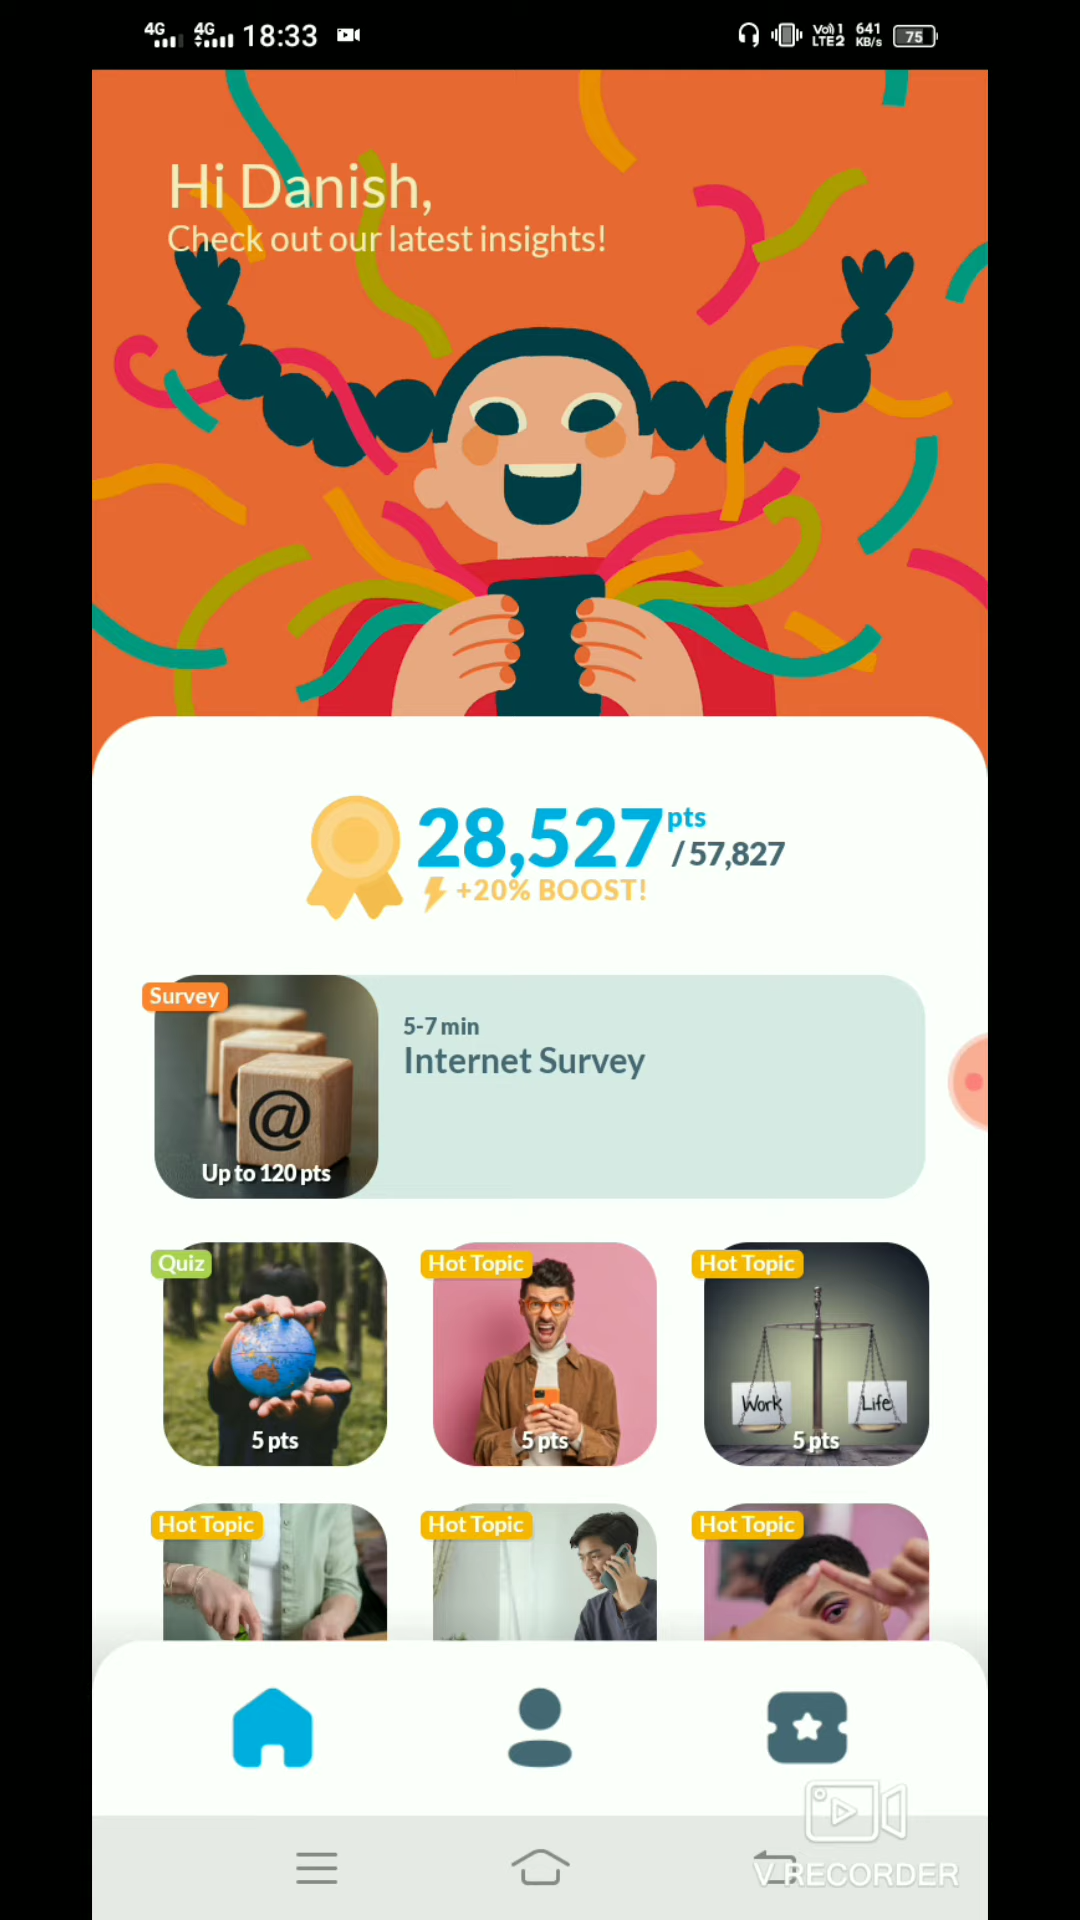 4G 4G 18:33 Vol) 1 LTE2 641 KB/s 75
Hi Danish,
Check out our latest insights!
28,527 pts / 57,827
+20% BOOST!
Survey
5-7 min
Internet Survey
@
Up to 120 pts
Quiz Hot Topic Hot Topic
Work Life
5 pts 5 pts 5 pts
Hot Topic Hot Topic Hot Topic
V RECORDER